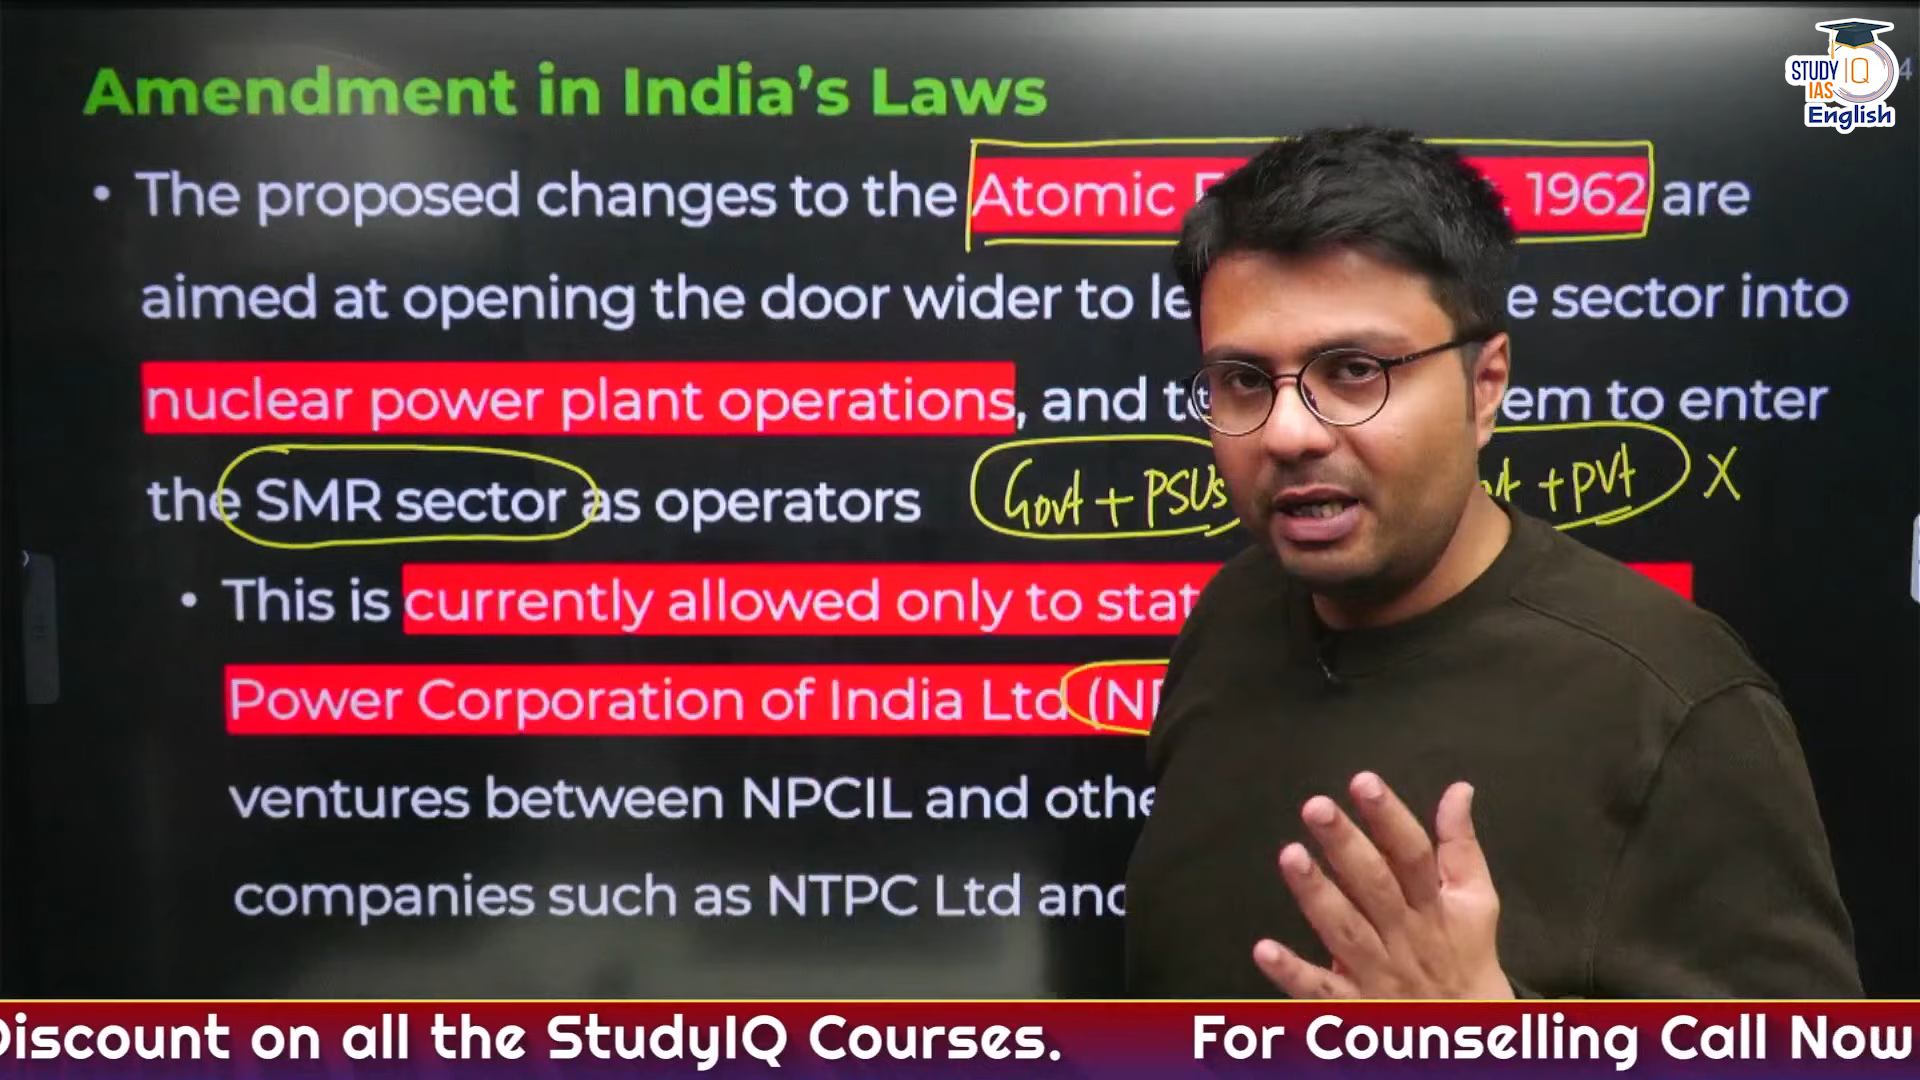 STUDY IQ
IAS
English
4
Amendment in India's Laws
• The proposed changes to the Atomic 1962 are
aimed at opening the door wider to sector into
nuclear power plant operations, and em to enter
the SMR sector as operators Govt + PSUs + pvt X
• This is currently allowed only to stat
Power Corporation of India Ltd (NP
ventures between NPCIL and othe
companies such as NTPC Ltd and
Discount on all the StudyIQ Courses. For Counselling Call Now